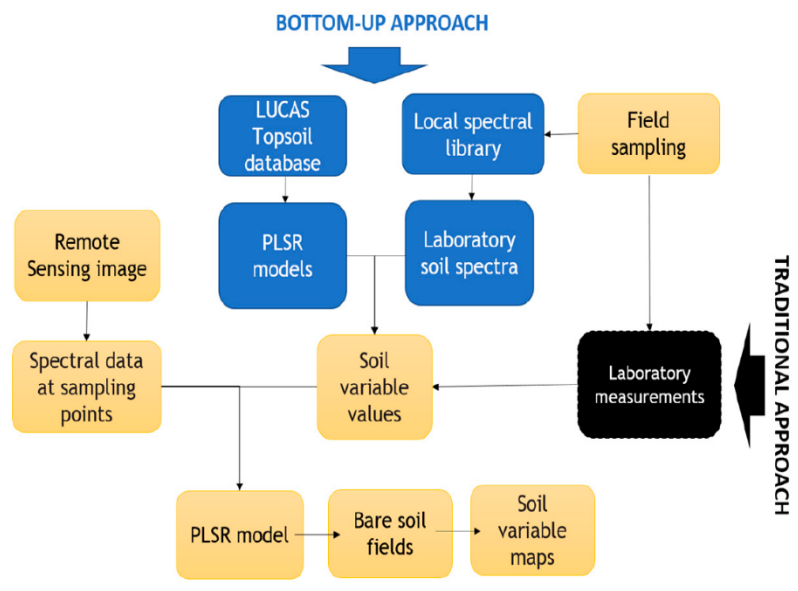 BOTTOM-UP APPROACH
LUCAS
Topsoil
database
Local spectral
library
Field
sampling
Remote
Sensing image
PLSR
models
Laboratory
soil spectra
TRADITIONAL APPROACH
Spectral data
at sampling
points
Soil
variable
values
Laboratory
measurements
PLSR model
Bare soil
fields
Soil
variable
maps